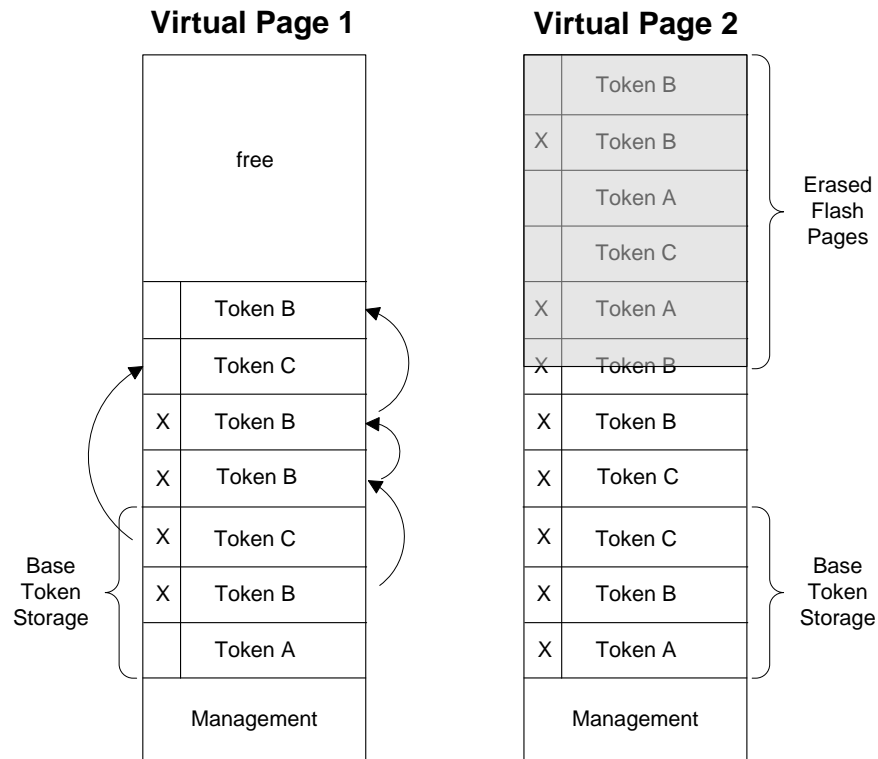 Virtual Page 1
free
Token B
Token C
X Token B
X Token B
X Token C
X Token B
Token A
Management
Base
Token
Storage
Virtual Page 2
Token B
X Token B
Token A
Token C
X Token A
X Token B
X Token B
X Token C
X Token C
X Token B
X Token A
Management
Erased
Flash
Pages
Base
Token
Storage